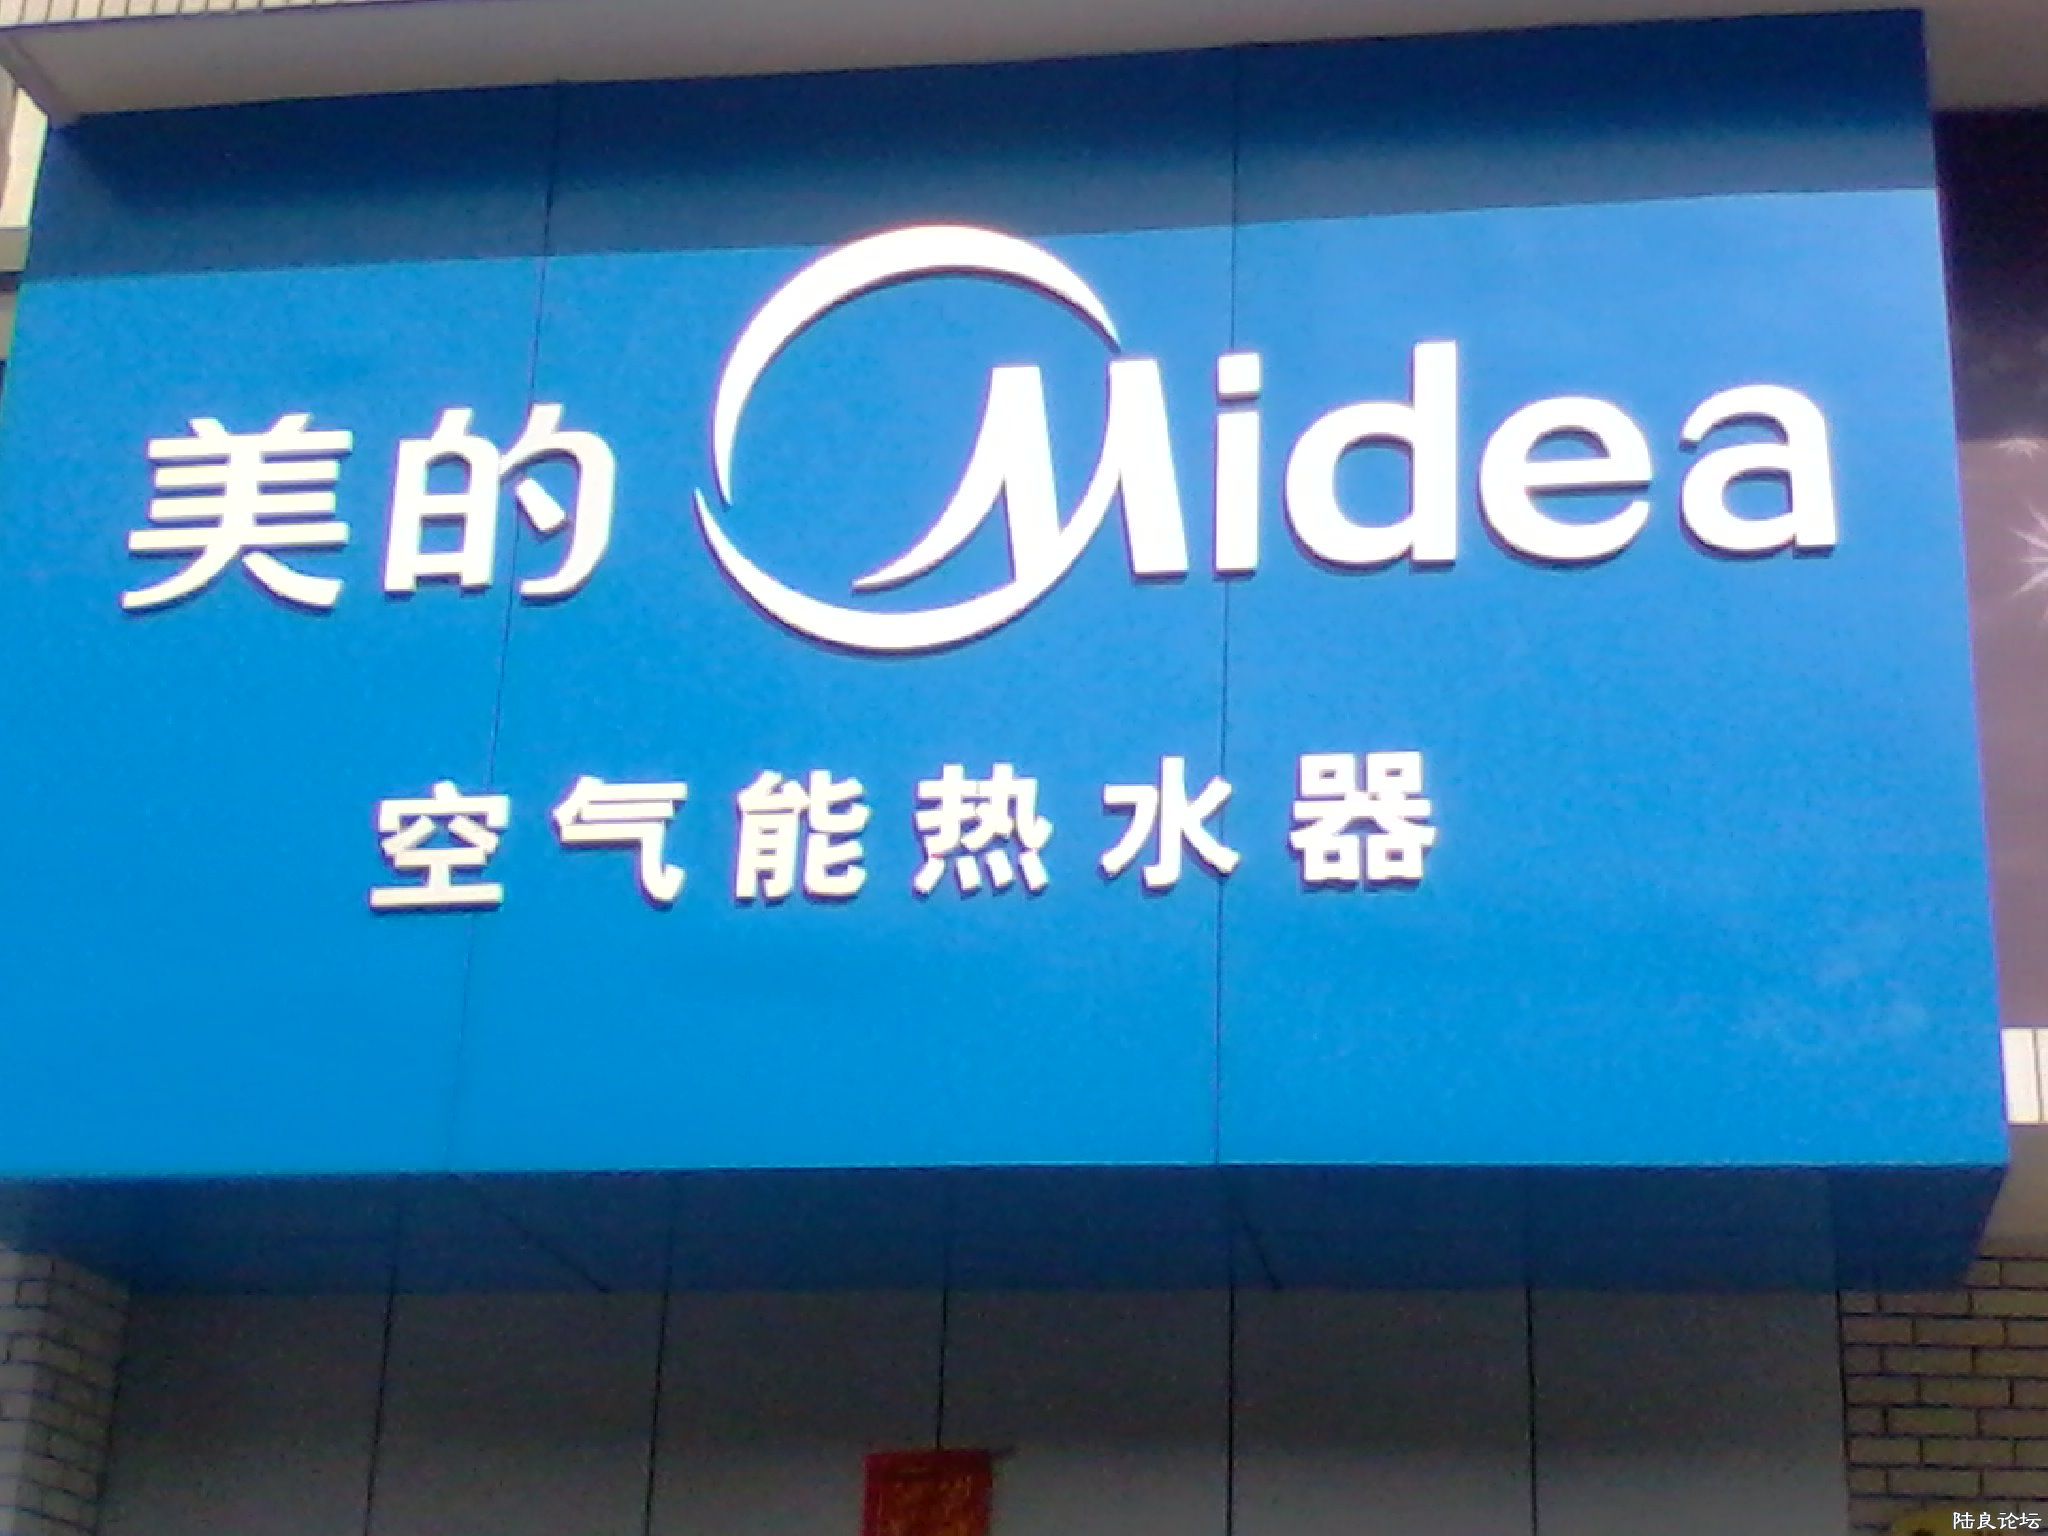 美的 Midea
空气能热水器
陆良论坛